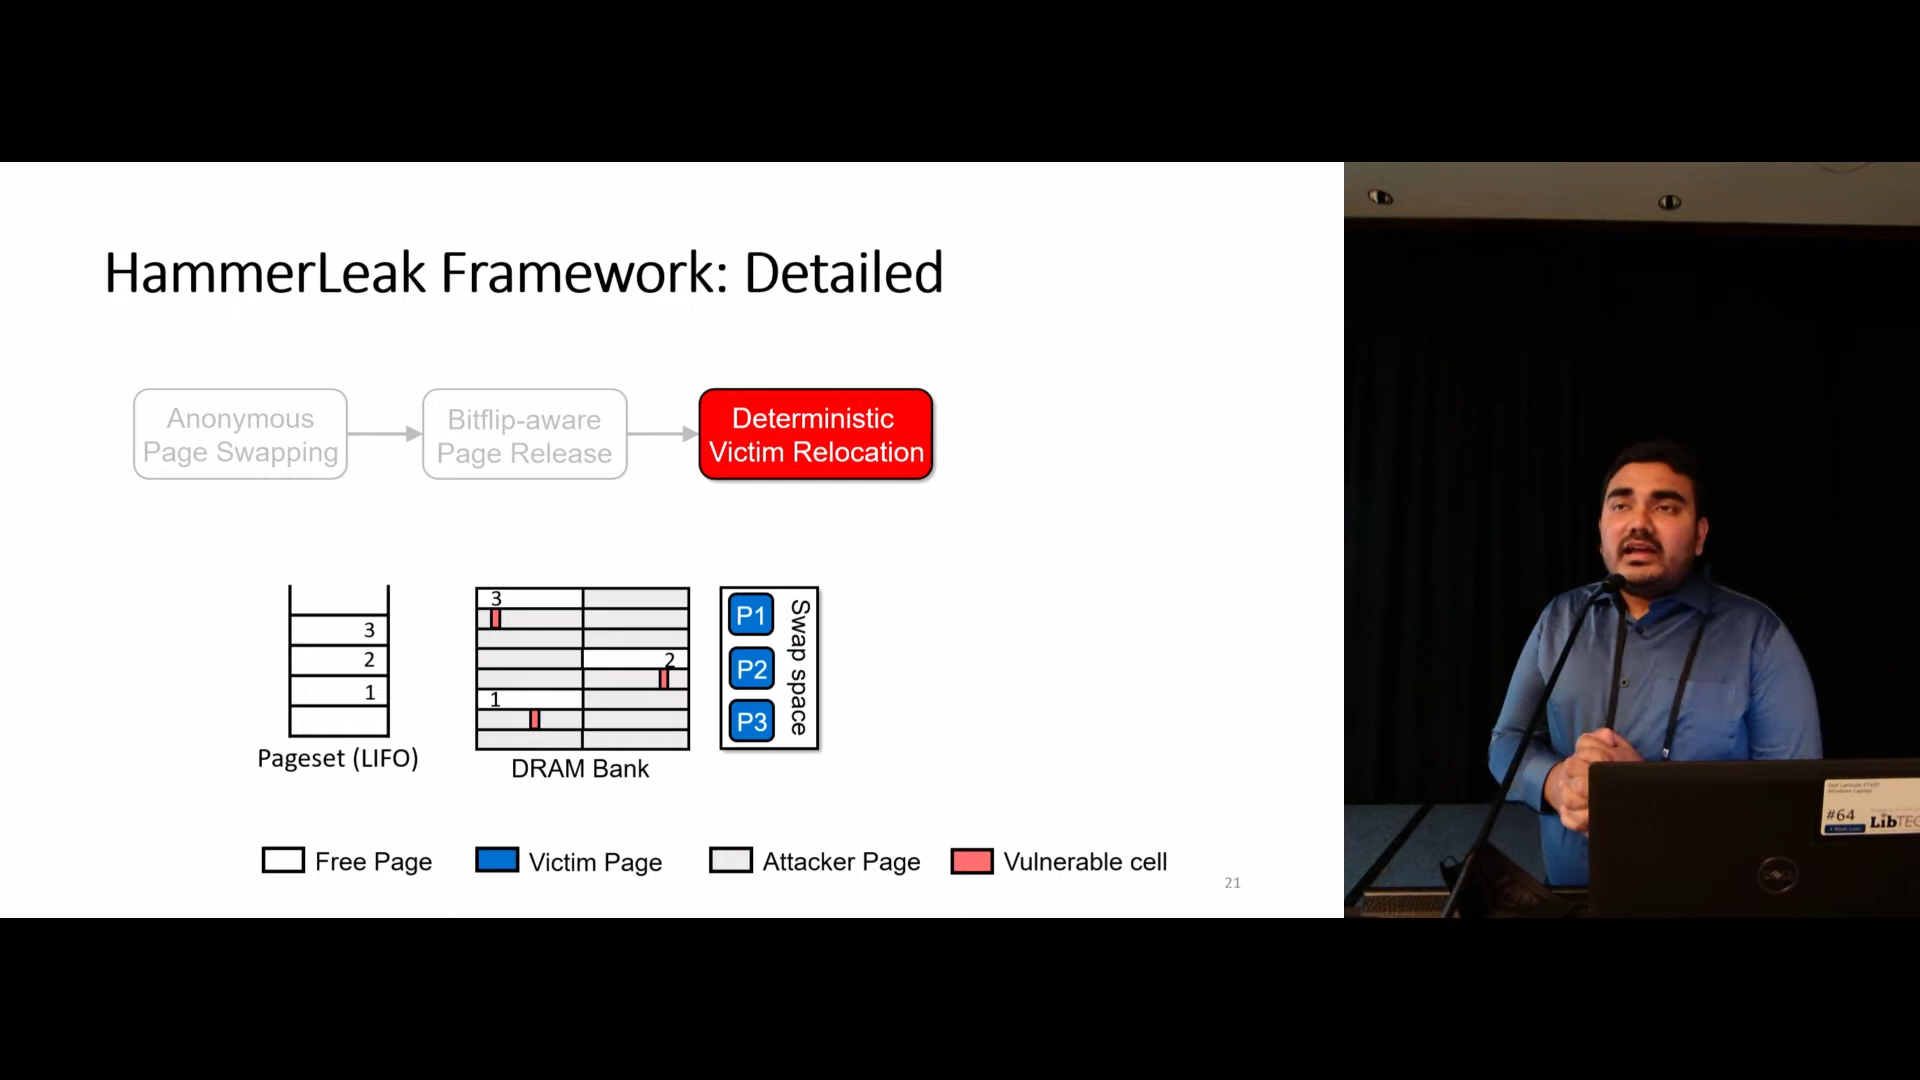 HammerLeak Framework: Detailed
Anonymous
Page Swapping
Bitflip-aware
Page Release
Deterministic
Victim Relocation
3
2
1
Pageset (LIFO)
3
2
1
DRAM Bank
P1
P2
P3
Swap space
Free Page
Victim Page
Attacker Page
Vulnerable cell
21
#64
LibTEC
DELL